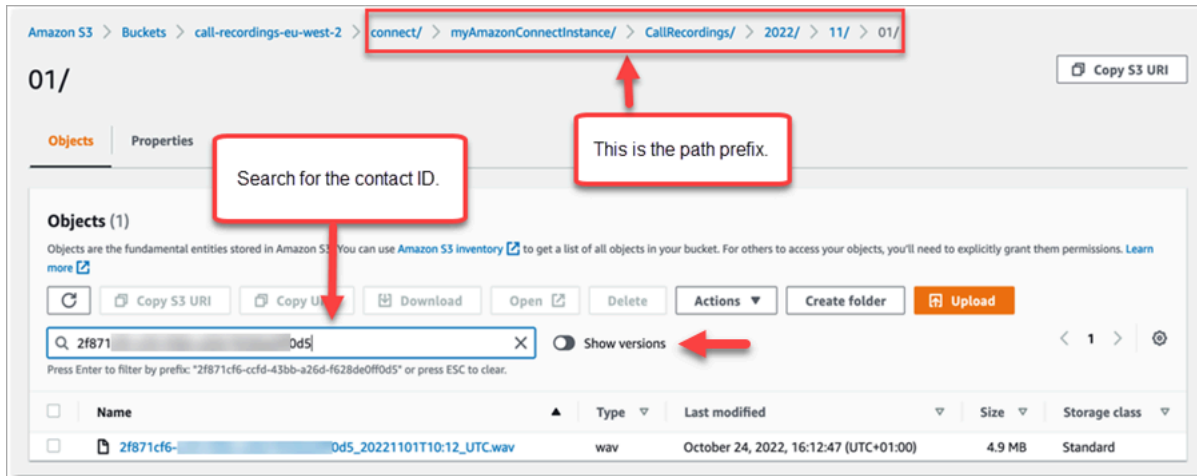 Amazon S3 > Buckets > call-recordings-eu-west-2 > connect/ > myAmazonConnectInstance/ > CallRecordings/ > 2022/ > 11/ > 01/
01/
Copy S3 URI
Objects Properties
This is the path prefix.
Search for the contact ID.
Objects (1)
Objects are the fundamental entities stored in Amazon S3. You can use Amazon S3 inventory to get a list of all objects in your bucket. For others to access your objects, you'll need to explicitly grant them permissions. Learn
more
Copy S3 URI Copy Download Open Delete Actions Create folder Upload
2f871 0d5 Show versions < 1 >
Press Enter to filter by prefix: "2f871cf6-ccfd-43bb-a26d-f628de0ff0d5" or press ESC to clear.
Name Type Last modified Size Storage class
2f871cf6- 0d5_20221101T10:12_UTC.wav wav October 24, 2022, 16:12:47 (UTC+01:00) 4.9 MB Standard